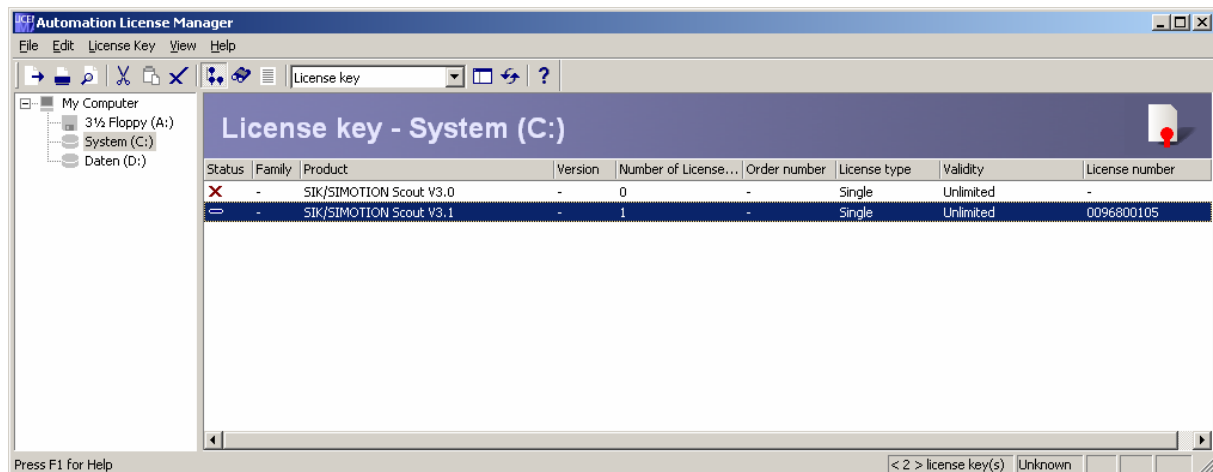 Automation License Manager
File Edit License Key View Help
License key ?
My Computer
3½ Floppy (A:)
System (C:)
Daten (D:)
License key - System (C:)
Status Family Product Version Number of License... Order number License type Validity License number
- SIK/SIMOTION Scout V3.0 - 0 - Single Unlimited -
- SIK/SIMOTION Scout V3.1 - 1 - Single Unlimited 0096800105
Press F1 for Help < 2 > license key(s) Unknown